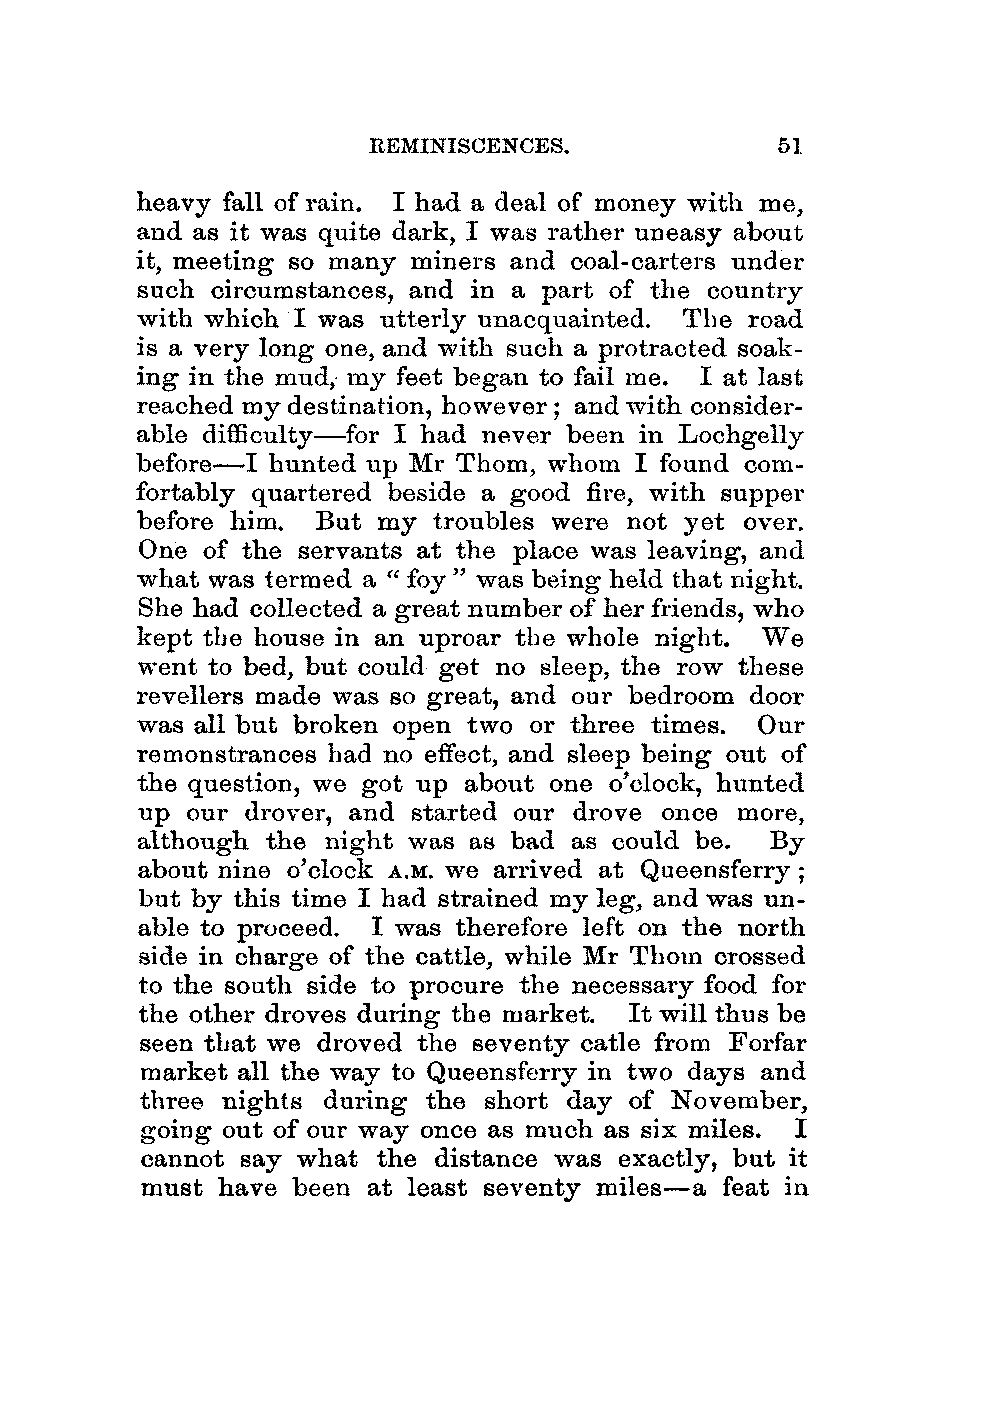 REMINISCENCES. 51
heavy fall of rain. I had a deal of money with me,
and as it was quite dark, I was rather uneasy about
it, meeting so many miners and coal-carters under
such circumstances, and in a part of the country
with which I was utterly unacquainted. The road
is a very long one, and with such a protracted soak-
ing in the mud, my feet began to fail me. I at last
reached my destination, however; and with consider-
able difficulty—for I had never been in Lochgelly
before—I hunted up Mr Thom, whom I found com-
fortably quartered beside a good fire, with supper
before him. But my troubles were not yet over.
One of the servants at the place was leaving, and
what was termed a “foy” was being held that night.
She had collected a great number of her friends, who
kept the house in an uproar the whole night. We
went to bed, but could get no sleep, the row these
revellers made was so great, and our bedroom door
was all but broken open two or three times. Our
remonstrances had no effect, and sleep being out of
the question, we got up about one o’clock, hunted
up our drover, and started our drove once more,
although the night was as bad as could be. By
about nine o’clock A.M. we arrived at Queensferry;
but by this time I had strained my leg, and was un-
able to proceed. I was therefore left on the north
side in charge of the cattle, while Mr Thom crossed
to the south side to procure the necessary food for
the other droves during the market. It will thus be
seen that we droved the seventy catle from Forfar
market all the way to Queensferry in two days and
three nights during the short day of November,
going out of our way once as much as six miles. I
cannot say what the distance was exactly, but it
must have been at least seventy miles—a feat in